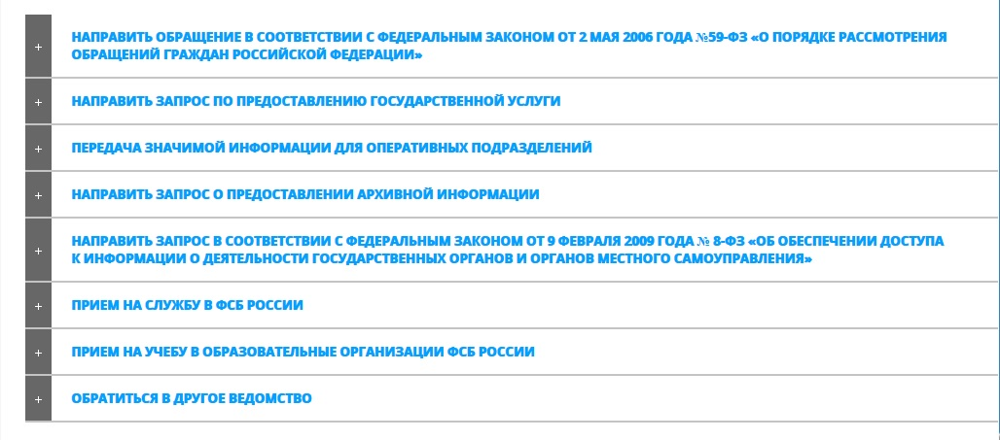 +
НАПРАВИТЬ ОБРАЩЕНИЕ В СООТВЕТСТВИИ С ФЕДЕРАЛЬНЫМ ЗАКОНОМ ОТ 2 МАЯ 2006 ГОДА №59-ФЗ «О ПОРЯДКЕ РАССМОТРЕНИЯ
ОБРАЩЕНИЙ ГРАЖДАН РОССИЙСКОЙ ФЕДЕРАЦИИ»
+ НАПРАВИТЬ ЗАПРОС ПО ПРЕДОСТАВЛЕНИЮ ГОСУДАРСТВЕННОЙ УСЛУГИ
+ ПЕРЕДАЧА ЗНАЧИМОЙ ИНФОРМАЦИИ ДЛЯ ОПЕРАТИВНЫХ ПОДРАЗДЕЛЕНИЙ
+ НАПРАВИТЬ ЗАПРОС О ПРЕДОСТАВЛЕНИИ АРХИВНОЙ ИНФОРМАЦИИ
+
НАПРАВИТЬ ЗАПРОС В СООТВЕТСТВИИ С ФЕДЕРАЛЬНЫМ ЗАКОНОМ ОТ 9 ФЕВРАЛЯ 2009 ГОДА № 8-ФЗ «ОБ ОБЕСПЕЧЕНИИ ДОСТУПА
К ИНФОРМАЦИИ О ДЕЯТЕЛЬНОСТИ ГОСУДАРСТВЕННЫХ ОРГАНОВ И ОРГАНОВ МЕСТНОГО САМОУПРАВЛЕНИЯ»
+ ПРИЕМ НА СЛУЖБУ В ФСБ РОССИИ
+ ПРИЕМ НА УЧЕБУ В ОБРАЗОВАТЕЛЬНЫЕ ОРГАНИЗАЦИИ ФСБ РОССИИ
+ ОБРАТИТЬСЯ В ДРУГОЕ ВЕДОМСТВО